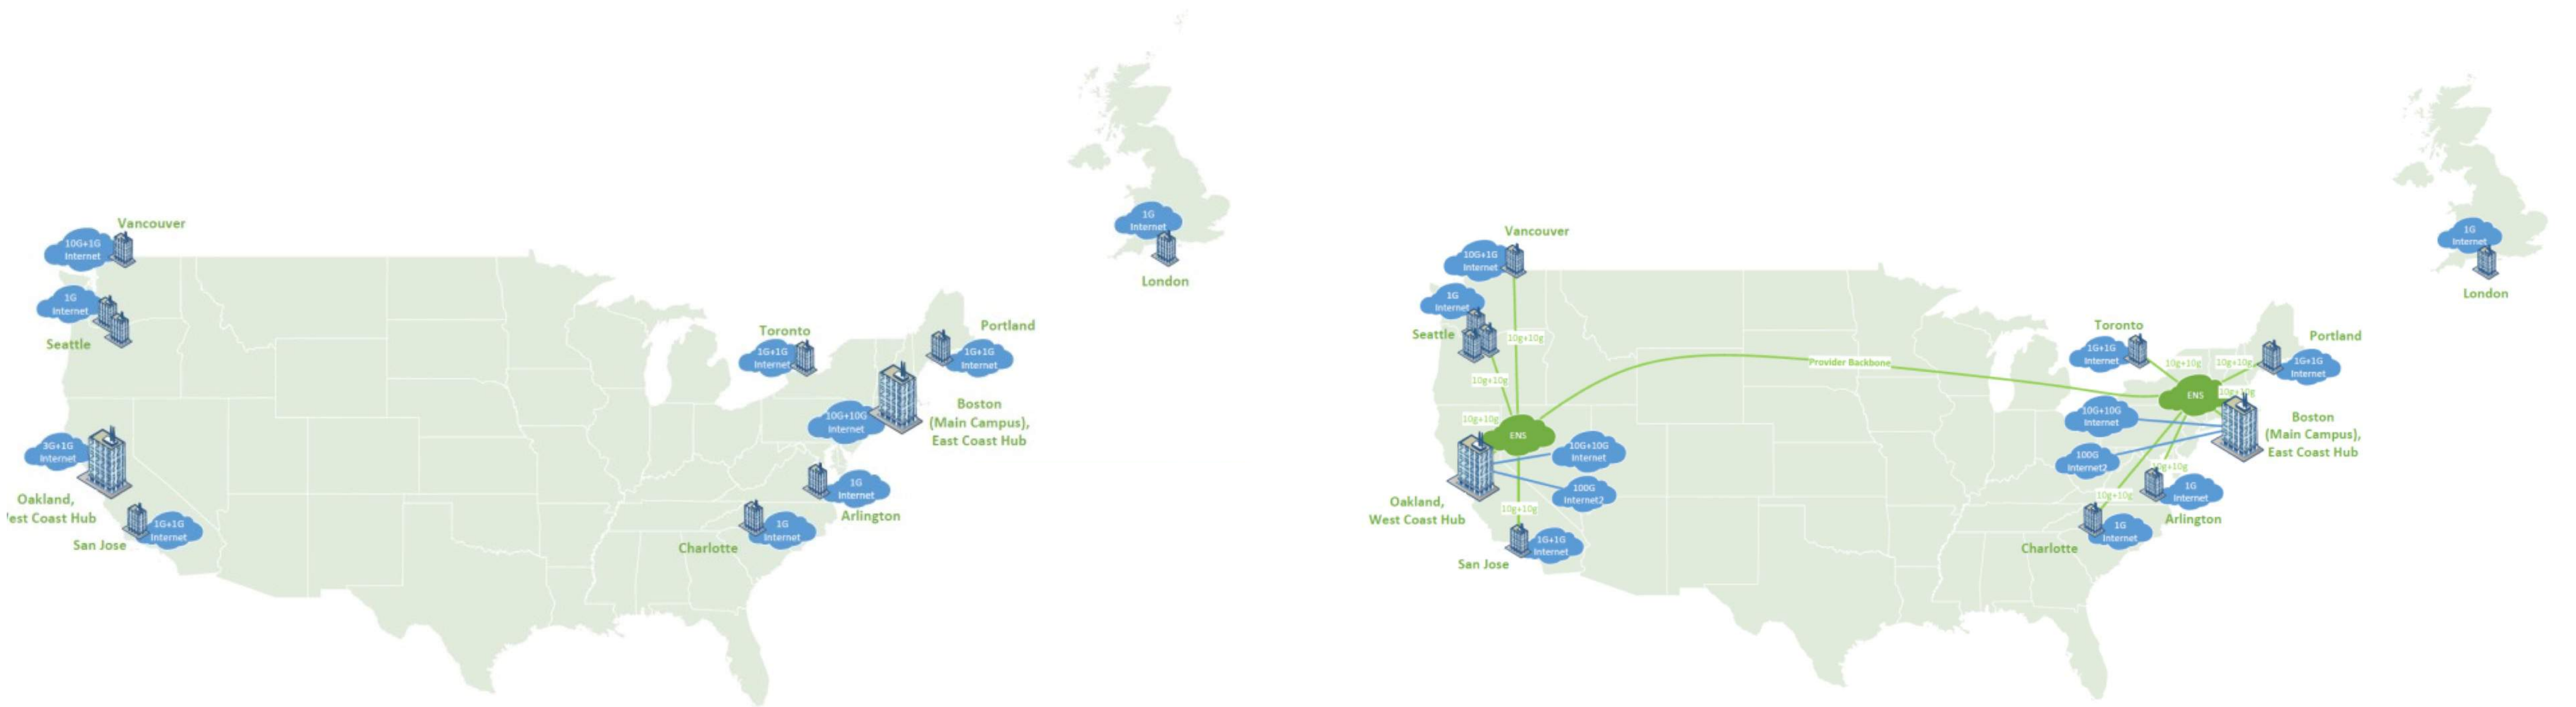 Vancouver
10G+1G
Internet
1G
Internet
Seattle
3G+1G
Internet
Oakland,
est Coast Hub
1G+1G
Internet
San Jose
Toronto
1G+1G
Internet
Portland
1G+1G
Internet
10G+10G
Internet
Boston
(Main Campus),
East Coast Hub
1G
Internet
Arlington
1G
Internet
Charlotte
1G
Internet
London
Vancouver
10G+1G
Internet
1G
Internet
Seattle
10g+10g
10g+10g
10g+10g
ENS
Provider Backbone
10G+10G
Internet
100G
Internet2
Oakland,
West Coast Hub
10g+10g
1G+1G
Internet
San Jose
Toronto
1G+1G
Internet
10g+10g
10g+10g
Portland
1G+1G
Internet
ENS
10g+10g
10G+10G
Internet
Boston
(Main Campus),
East Coast Hub
100G
Internet2
10g+10g
10g+10g
1G
Internet
Arlington
1G
Internet
Charlotte
1G
Internet
London